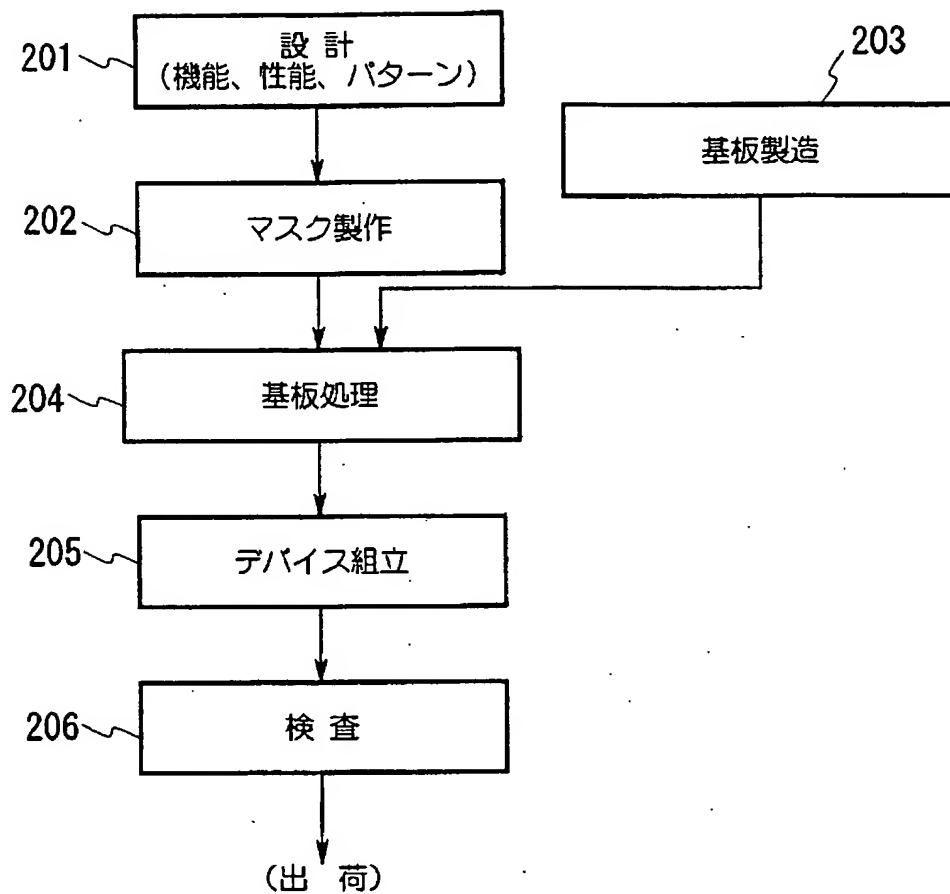 201
設 計
(機能、性能、パターン)
203
基板製造
202
マスク製作
204
基板処理
205
デバイス組立
206
検 査
(出 荷)